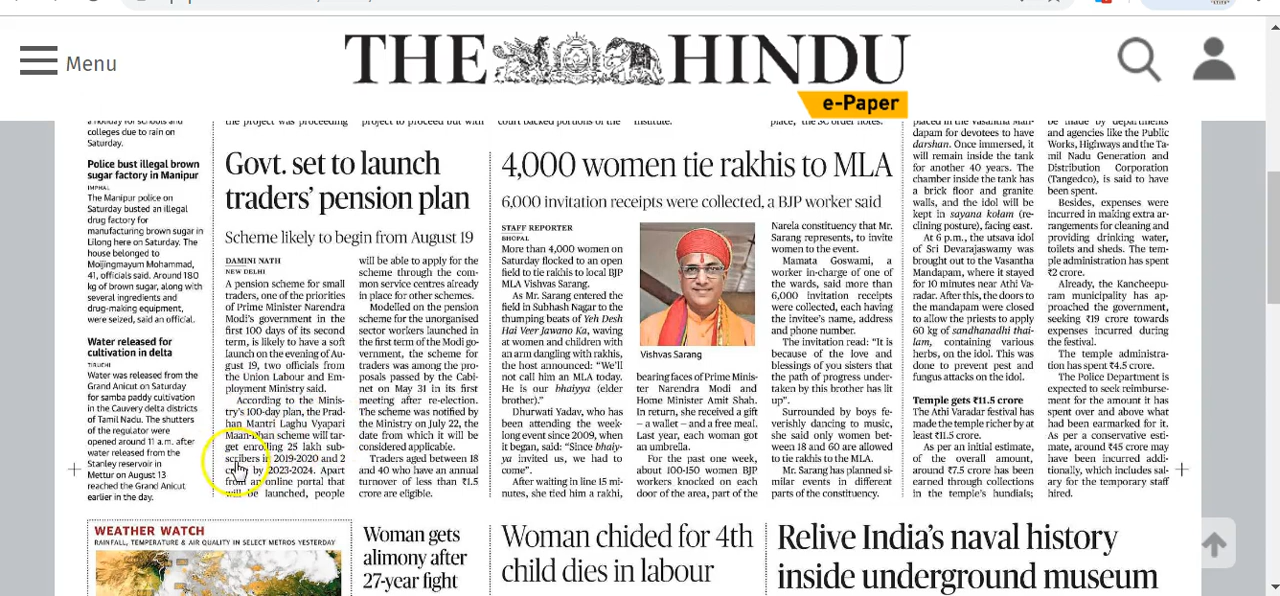 Menu
THE HINDU
e-Paper
colleges due to rain on
Saturday.
Police bust illegal brown
sugar factory in Manipur
IMPHAL
The Manipur police on
Saturday busted an illegal
drug factory for
manufacturing brown sugar in
Lilong here on Saturday. The
house belonged to
Moijingmayum Mohammad,
41, officials said. Around 180
kg of brown sugar, along with
several ingredients and
drug-making equipment,
were seized, said an official.
Water released for
cultivation in delta
TIRUCHI
Water was released from the
Grand Anicut on Saturday
for samba paddy cultivation
in the Cauvery delta districts
of Tamil Nadu. The shutters
of the regulator were
opened around 11 a.m. after
water released from the
Stanley reservoir in
Mettur on August 13
reached the Grand Anicut
earlier in the day.
the project was proceeding
project to proceed but with
Govt. set to launch
traders' pension plan
Scheme likely to begin from August 19
DAMINI NATH
NEW DELHI
A pension scheme for small
traders, one of the priorities
of Prime Minister Narendra
Modi's government in the
first 100 days of its second
term, is likely to have a soft
launch on the evening of Au-
gust 19, two officials from
the Union Labour and Em-
ployment Ministry said.
According to the Minis-
try's 100-day plan, the Prad-
han Mantri Laghu Vyapari
Maan-dhan scheme will tar-
get enrolling 25 lakh sub-
scribers in 2019-2020 and 2
crore by 2023-2024. Apart
from an online portal that
will be launched, people
will be able to apply for the
scheme through the com-
mon service centres already
in place for other schemes.
Modelled on the pension
scheme for the unorganised
sector workers launched in
the first term of the Modi go-
vernment, the scheme for
traders was among the pro-
posals passed by the Cabi-
net on May 31 in its first
meeting after re-election.
The scheme was notified by
the Ministry on July 22, the
date from which it will be
considered applicable.
Traders aged between 18
and 40 who have an annual
turnover of less than ₹1.5
crore are eligible.
court backed portions of the
institute.
place, the SC order notes.
4,000 women tie rakhis to MLA
6,000 invitation receipts were collected, a BJP worker said
STAFF REPORTER
BHOPAL
More than 4,000 women on
Saturday flocked to an open
field to tie rakhis to local BJP
MLA Vishvas Sarang.
As Mr. Sarang entered the
field in Subhash Nagar to the
thumping beats of Yeh Desh
Hai Veer Jawano Ka, waving
at women and children with
an arm dangling with rakhis,
the host announced: "We'll
not call him an MLA today.
He is our bhaiyya (elder
brother)."
Dhurwati Yadav, who has
been attending the week-
long event since 2009, when
it began, said: "Since bhaiy-
ya invited us, we had to
come".
After waiting in line 15 mi-
nutes, she tied him a rakhi,
Vishvas Sarang
bearing faces of Prime Minis-
ter Narendra Modi and
Home Minister Amit Shah.
In return, she received a gift
– a wallet – and a free meal.
Last year, each woman got
an umbrella.
For the past one week,
about 100-150 women BJP
workers knocked on each
door of the area, part of the
Narela constituency that Mr.
Sarang represents, to invite
women to the event.
Mamata Goswami, a
worker in-charge of one of
the wards, said more than
6,000 invitation receipts
were collected, each having
the invitee's name, address
and phone number.
The invitation read: "It is
because of the love and
blessings of you sisters that
the path of progress under-
taken by this brother has lit
up".
Surrounded by boys fe-
verishly dancing to music,
she said only women bet-
ween 18 and 60 are allowed
to tie rakhis to the MLA.
Mr. Sarang has planned si-
milar events in different
parts of the constituency.
placed in the Vasantha Man-
dapam for devotees to have
darshan. Once immersed, it
will remain inside the tank
for another 40 years. The
chamber inside the tank has
a brick floor and granite
walls, and the idol will be
kept in sayana kolam (re-
clining posture), facing east.
At 6 p.m., the utsava idol
of Sri Devarajaswamy was
brought out to the Vasantha
Mandapam, where it stayed
for 10 minutes near Athi Va-
radar. After this, the doors to
the mandapam were closed
to allow the priests to apply
60 kg of sandhanadhi thai-
lam, containing various
herbs, on the idol. This was
done to prevent pest and
fungus attacks on the idol.
Temple gets ₹11.5 crore
The Athi Varadar festival has
made the temple richer by at
least ₹11.5 crore.
As per an initial estimate,
around ₹7.5 crore has been
earned through collections
in the temple's hundials;
be made by departments
and agencies like the Public
Works, Highways and the Ta-
mil Nadu Generation and
Distribution Corporation
(Tangedco), is said to have
been spent.
Besides, expenses were
incurred in making extra ar-
rangements for cleaning and
providing drinking water,
toilets and sheds. The tem-
ple administration has spent
₹2 crore.
Already, the Kancheepu-
ram municipality has ap-
proached the government,
seeking ₹19 crore towards
expenses incurred during
the festival.
The temple administra-
tion has spent ₹4.5 crore.
The Police Department is
expected to seek reimburse-
ment for the amount it has
spent over and above what
had been earmarked for it.
As per a conservative esti-
mate, around ₹45 crore may
have been incurred addi-
tionally, which includes sal-
ary for the temporary staff
hired.
WEATHER WATCH
RAINFALL, TEMPERATURE & AIR QUALITY IN SELECT METROS YESTERDAY
Woman gets
alimony after
27-year fight
Woman chided for 4th
child dies in labour
Relive India's naval history
inside underground museum